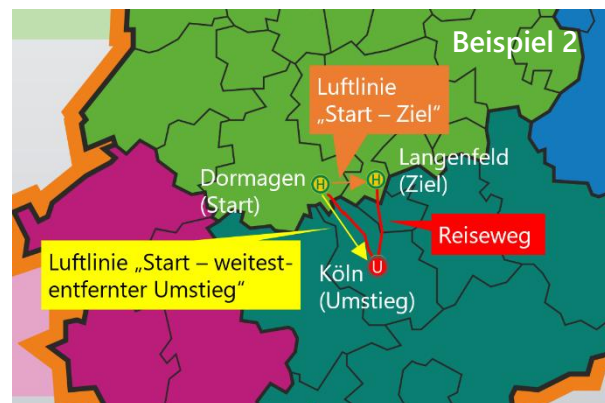 Beispiel 2
Luftlinie
„Start – Ziel“
Dormagen
(Start)
H
H
Langenfeld
(Ziel)
Reiseweg
Luftlinie „Start – weitest-
entfernter Umstieg“
Köln
(Umstieg)
U